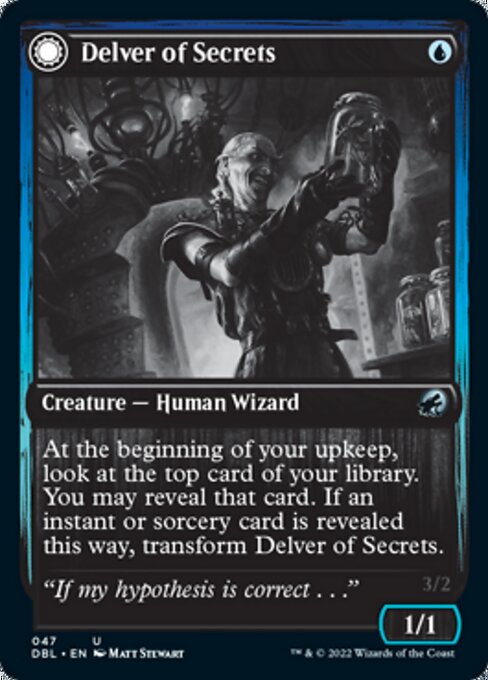 Delver of Secrets
Creature — Human Wizard
At the beginning of your upkeep,
look at the top card of your library.
You may reveal that card. If an
instant or sorcery card is revealed
this way, transform Delver of Secrets.
“If my hypothesis is correct . . .”
3/2
1/1
047 U
DBL • EN Matt Stewart
™ & © 2022 Wizards of the Coast